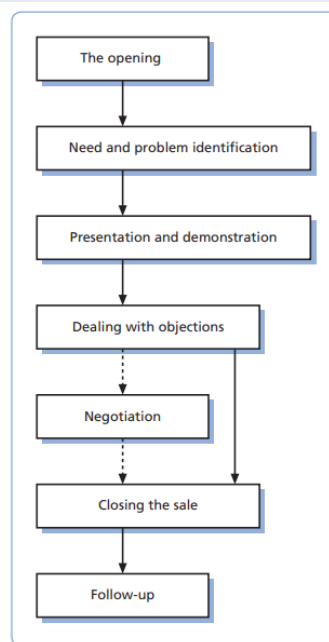 The opening
Need and problem identification
Presentation and demonstration
Dealing with objections
Negotiation
Closing the sale
Follow-up